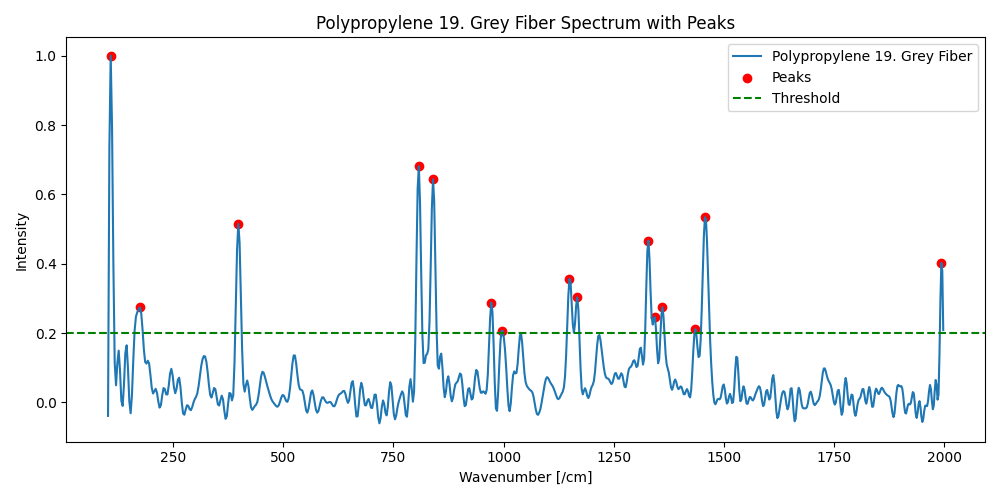 Polypropylene 19. Grey Fiber Spectrum with Peaks
Polypropylene 19. Grey Fiber
Peaks
Threshold
Intensity
1.0
0.8
0.6
0.4
0.2
0.0
250 500 750 1000 1250 1500 1750 2000
Wavenumber [/cm]